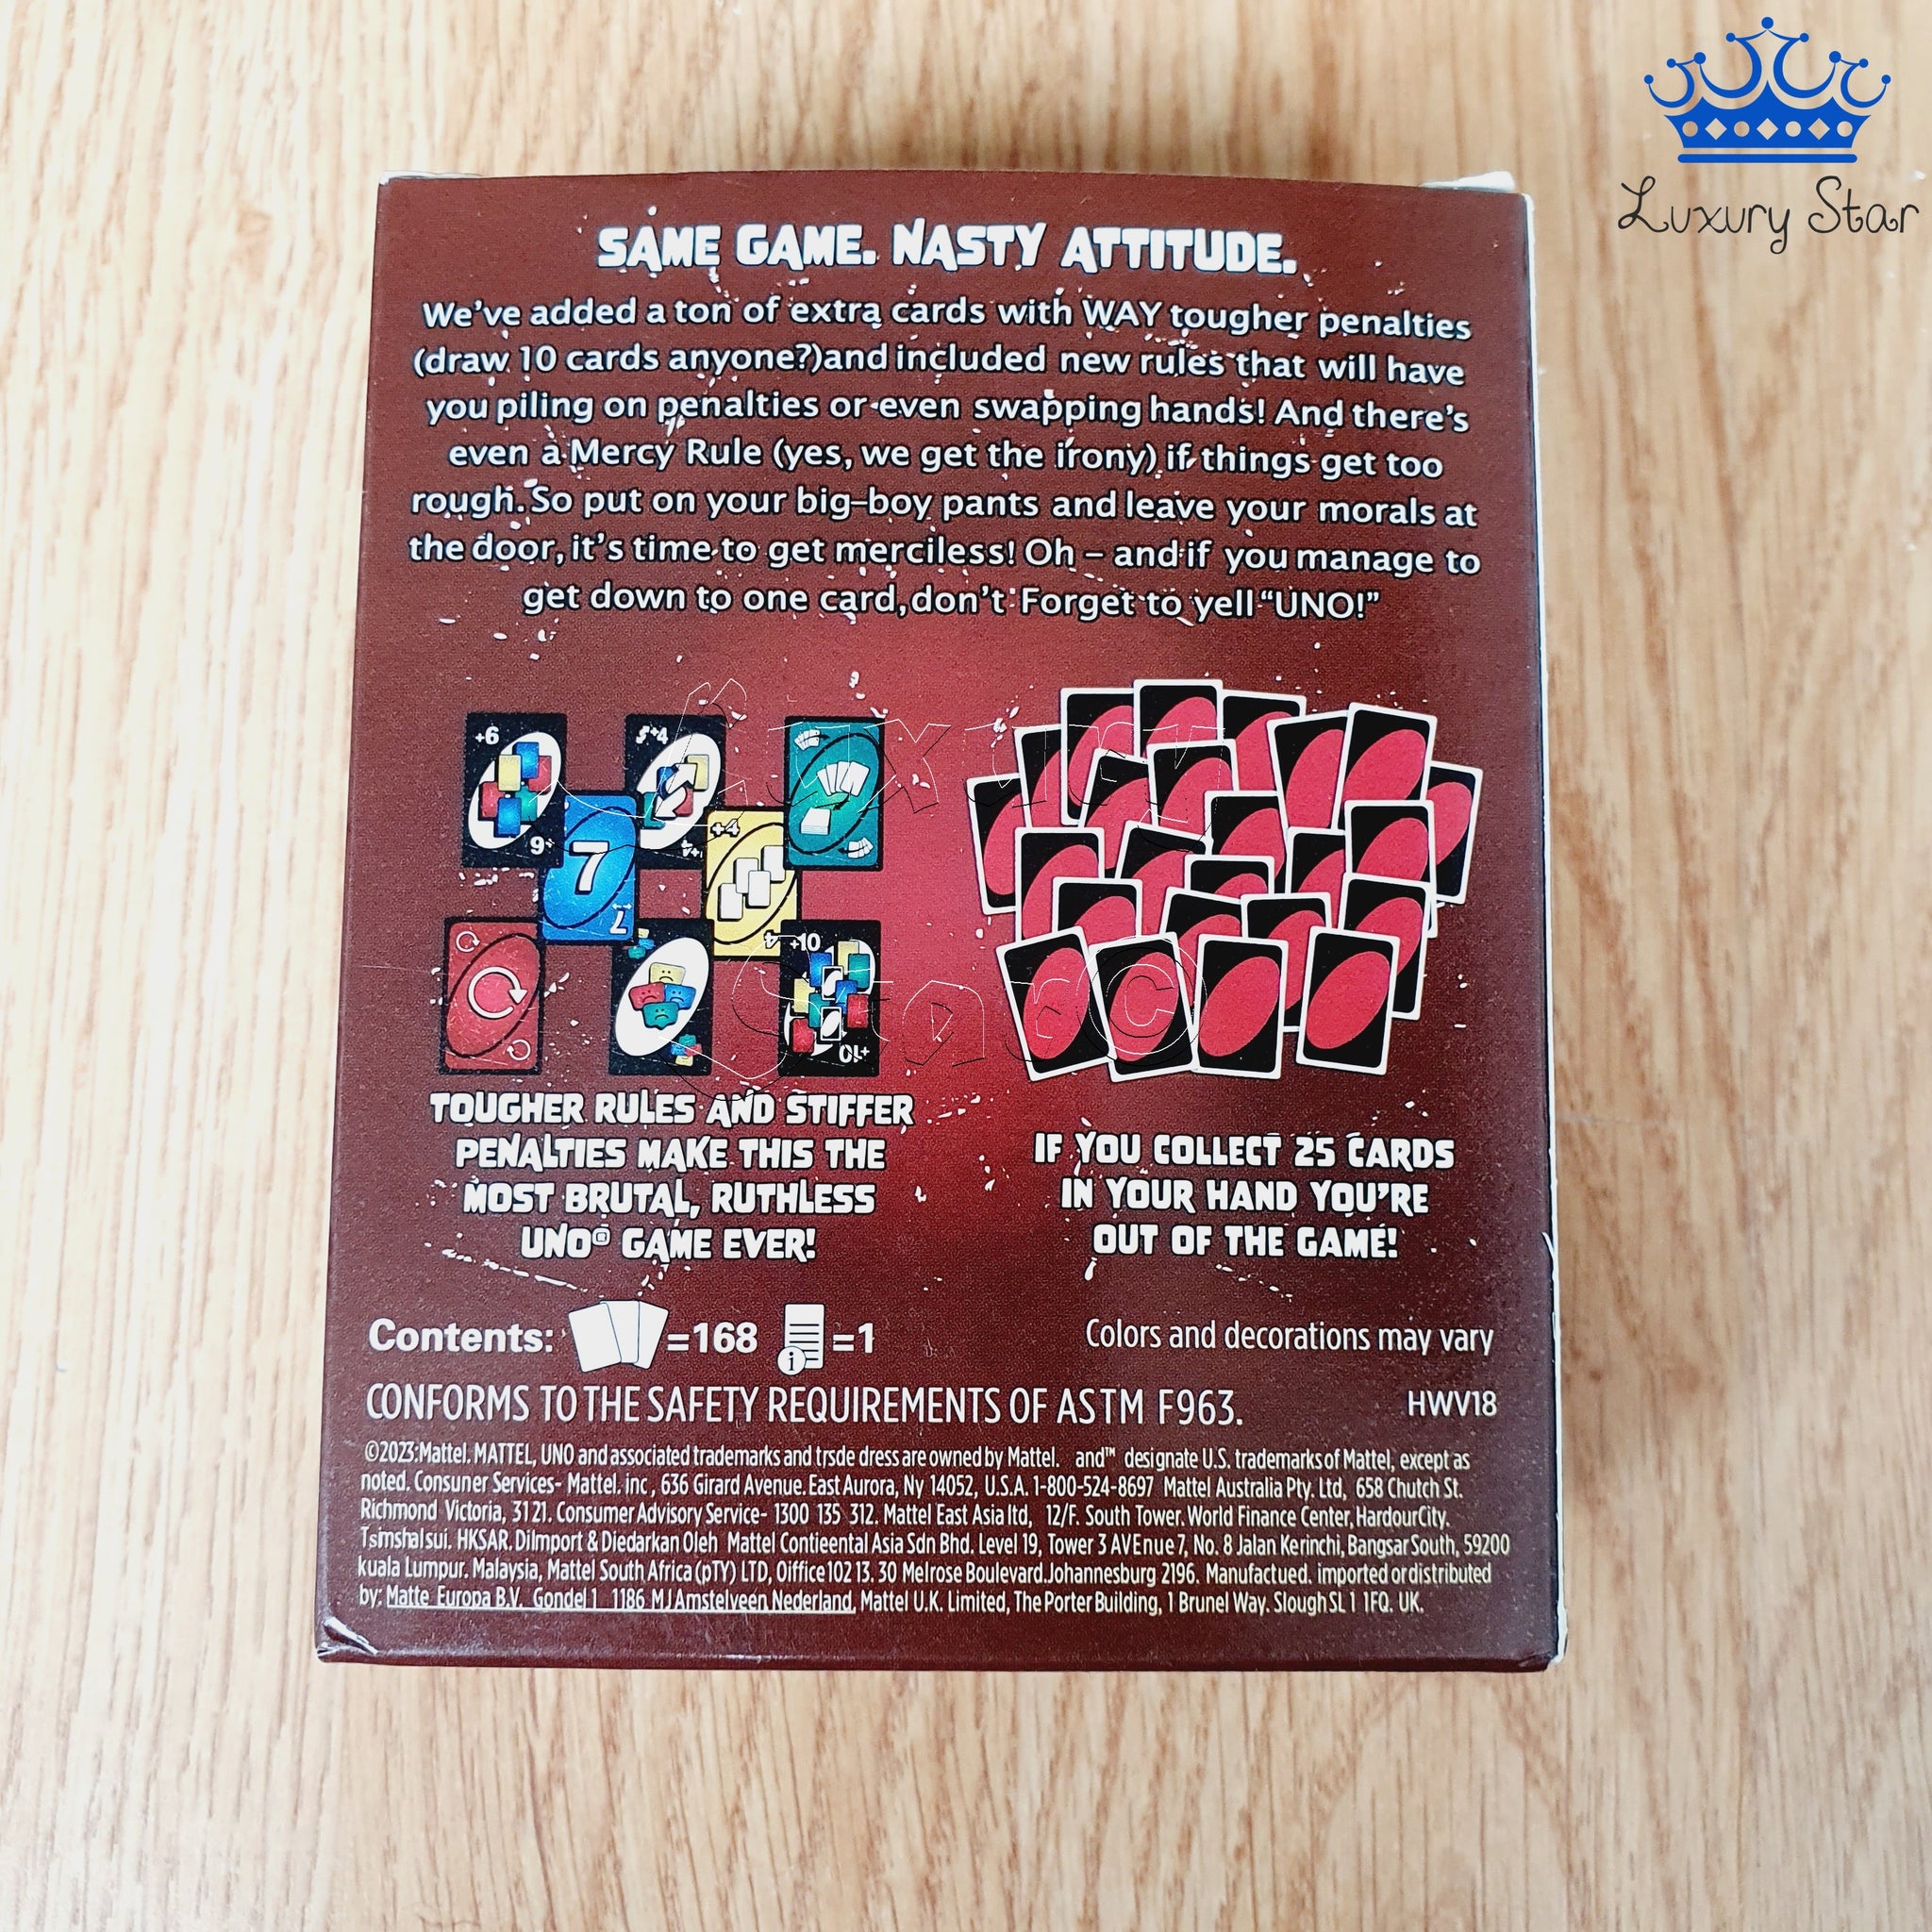 Luxury Star
SAME GAME. NASTY ATTITUDE.
We've added a ton of extra cards with WAY tougher penalties
(draw 10 cards anyone?)and included new rules that will have
you piling on penalties or even swapping hands! And there's
even a Mercy Rule (yes, we get the irony) if things get too
rough. So put on your big-boy pants and leave your morals at
the door, it's time to get merciless! Oh – and if you manage to
get down to one card,don't Forget to yell "UNO!"
+6
+4
+6
7
+4
+4
7
4
+10
+10
Luxury
Star©
TOUGHER RULES AND STIFFER
PENALTIES MAKE THIS THE
MOST BRUTAL, RUTHLESS
UNO® GAME EVER!
IF YOU COLLECT 25 CARDS
IN YOUR HAND YOU'RE
OUT OF THE GAME!
Contents: =168 i =1
Colors and decorations may vary
CONFORMS TO THE SAFETY REQUIREMENTS OF ASTM F963.
HWV18
©2023:Mattel. MATTEL, UNO and associated trademarks and trsde dress are owned by Mattel. and™ designate U.S. trademarks of Mattel, except as
noted. Consuner Services- Mattel. inc , 636 Girard Avenue. East Aurora, Ny 14052, U.S.A. 1-800-524-8697 Mattel Australia Pty. Ltd, 658 Chutch St.
Richmond Victoria, 3121. Consumer Advisory Service- 1300 135 312. Mattel East Asia ltd, 12/F. South Tower. World Finance Center, HardourCity.
Tsimshalsui. HKSAR. Dilmport & Diedarkan Oleh Mattel Contieental Asia Sdn Bhd. Level 19, Tower 3 AVEnue 7, No. 8 Jalan Kerinchi, Bangsar South, 59200
kuala Lumpur. Malaysia, Mattel South Africa (pTY) LTD, Oiffice 102 13. 30 Melrose Boulevard.Johannesburg 2196. Manufactued. imported or distributed
by: Matte Europa B.V. Gondel 1 1186 MJ Amstelveen Nederland. Mattel U.K. Limited, The Porter Building, 1 Brunel Way. Slough SL 1 1FQ. UK.